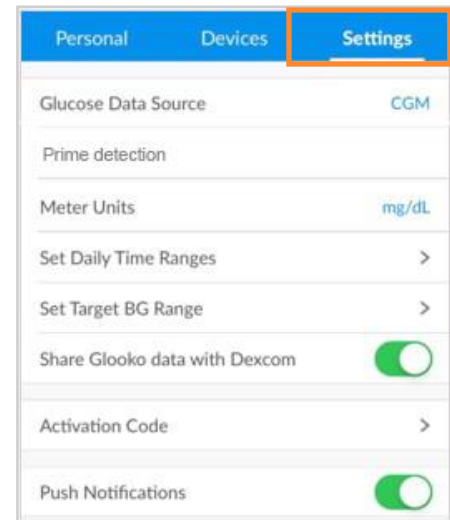 Personal Devices Settings
Glucose Data Source CGM
Prime detection
Meter Units mg/dL
Set Daily Time Ranges >
Set Target BG Range >
Share Glooko data with Dexcom
Activation Code >
Push Notifications